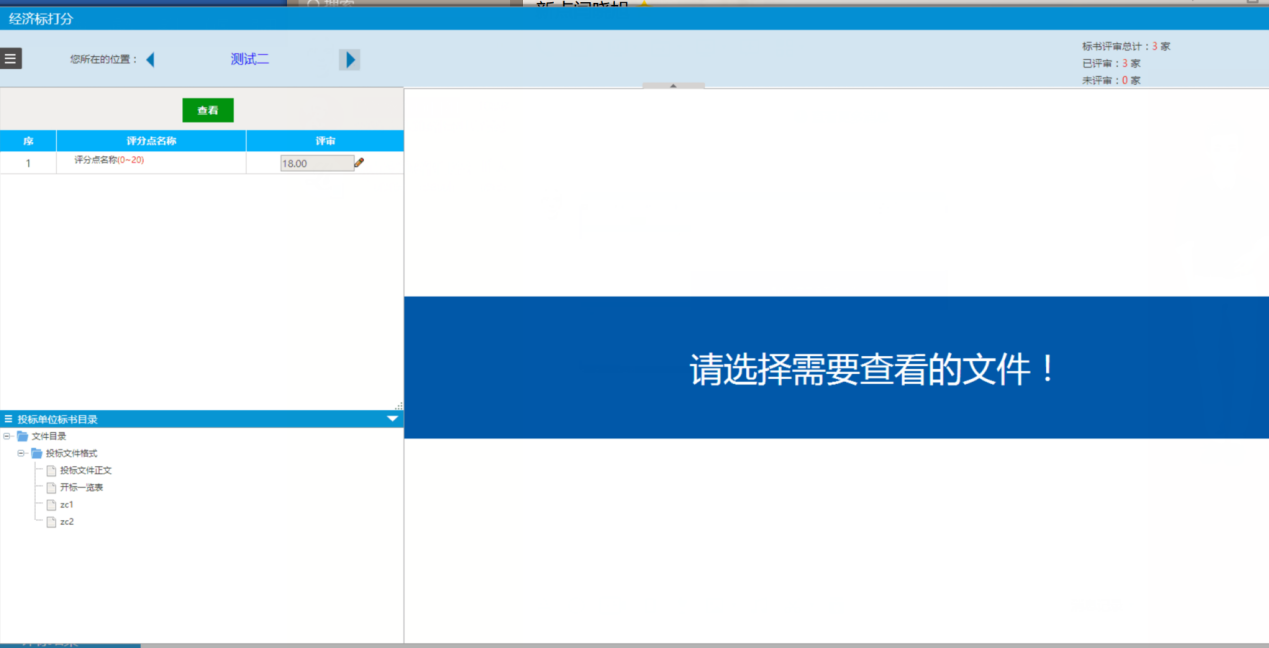 经济标打分
您所在的位置：
测试二
标书评审总计：3 家
已评审：3 家
未评审：0 家
查看
序 评分点名称 评审
1 评分点名称(0~20) 18.00
请选择需要查看的文件！
投标单位标书目录
文件目录
投标文件格式
投标文件正文
开标一览表
zc1
zc2